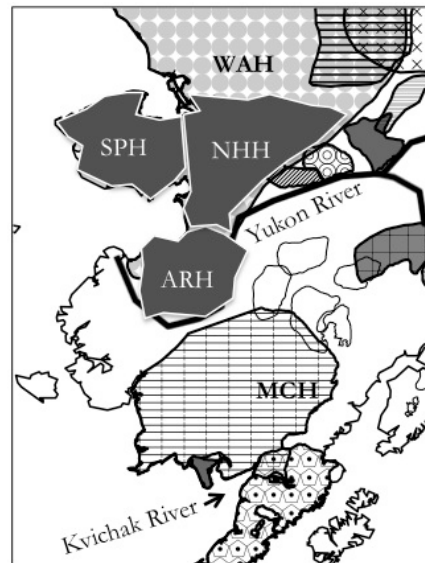 WAH
SPH
NHH
Yukon River
ARH
MCH
Kvichak River